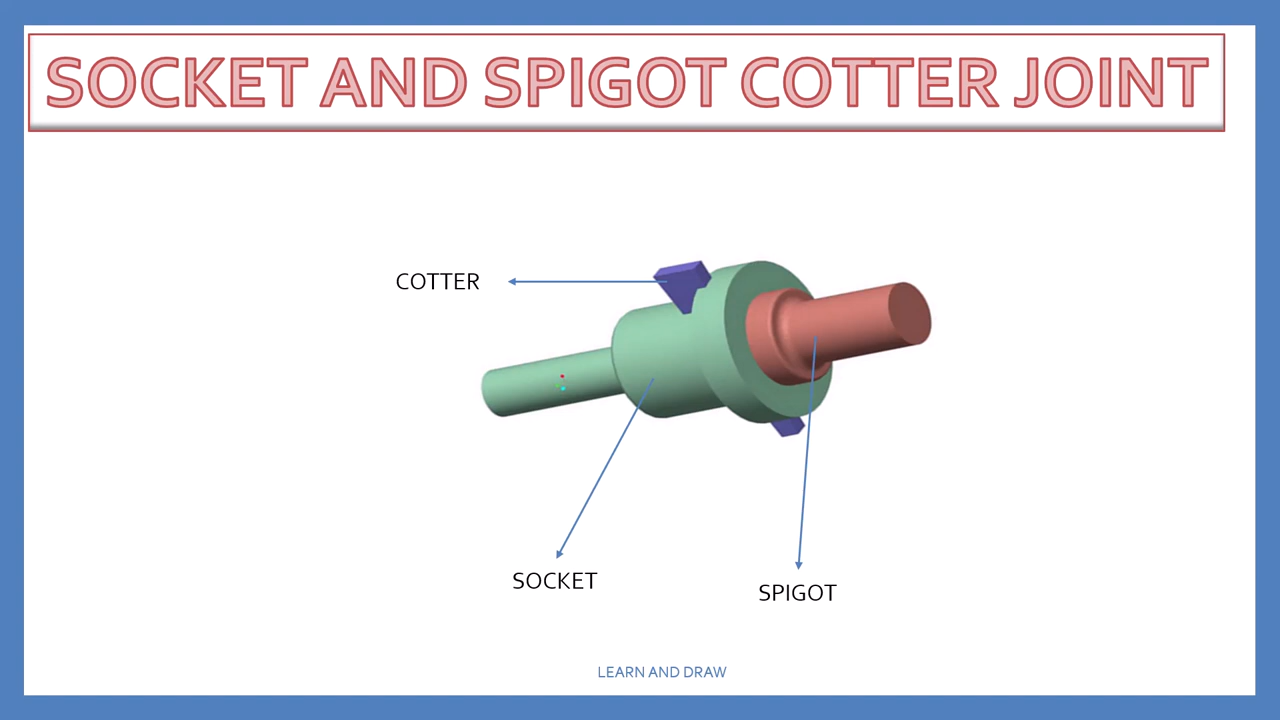 SOCKET AND SPIGOT COTTER JOINT
COTTER
SOCKET
SPIGOT
LEARN AND DRAW